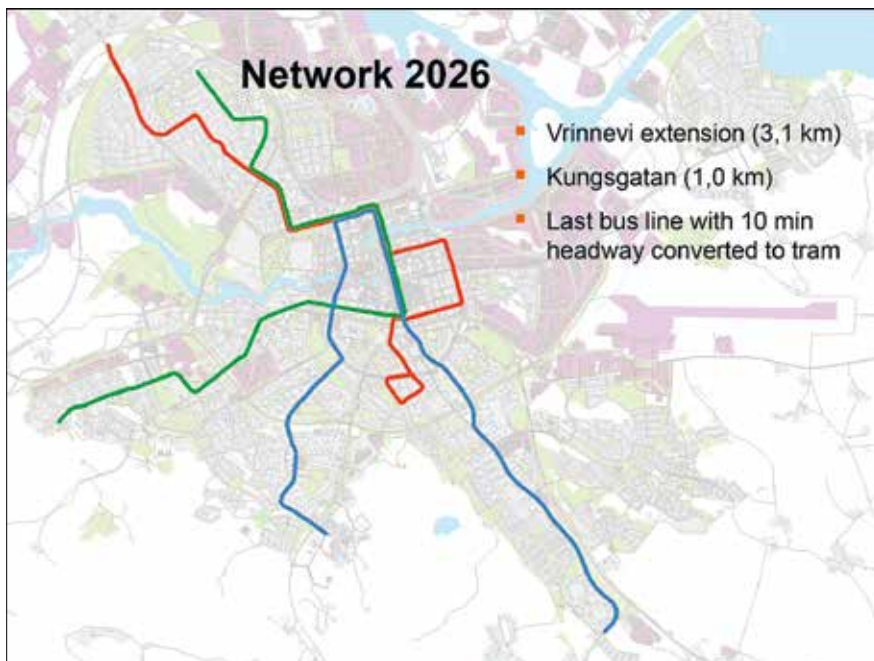 Network 2026
Vrinnevi extension (3,1 km)
Kungsgatan (1,0 km)
Last bus line with 10 min
headway converted to tram